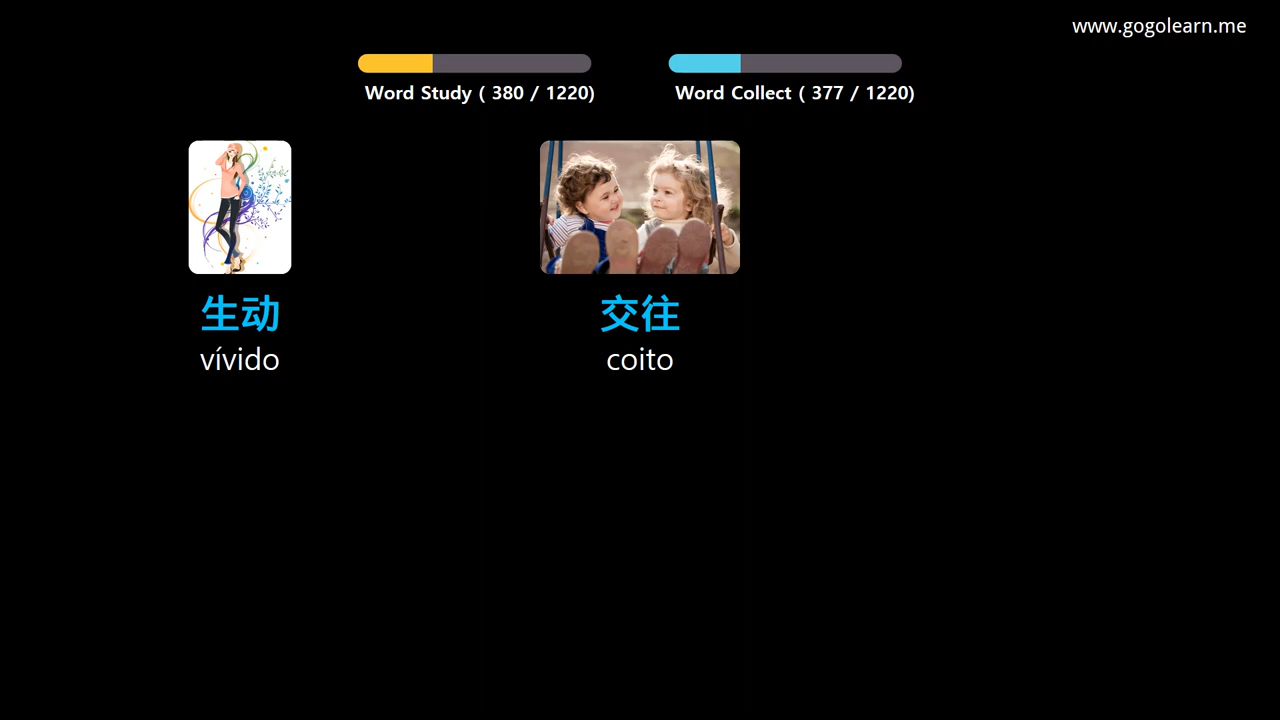 www.gogolearn.me
Word Study ( 380 / 1220)
Word Collect ( 377 / 1220)
生动
vívido
交往
coito